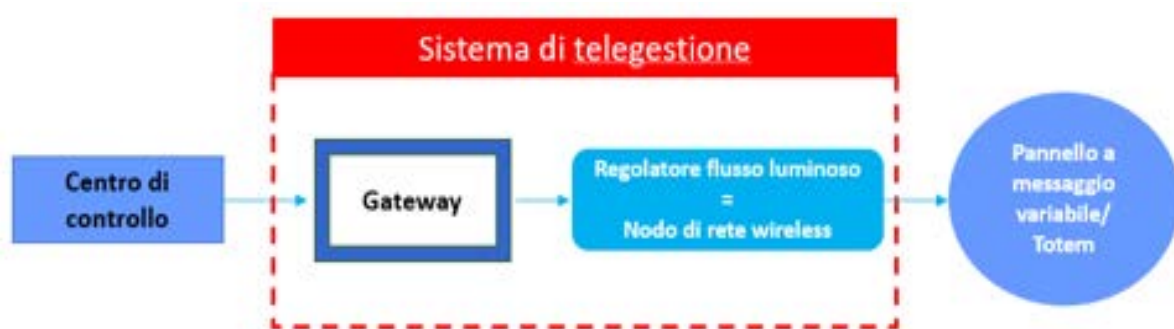 Sistema di telegestione
Centro di
controllo
Gateway
Regolatore flusso luminoso
=
Nodo di rete wireless
Pannello a
messaggio
variabile/
Totem